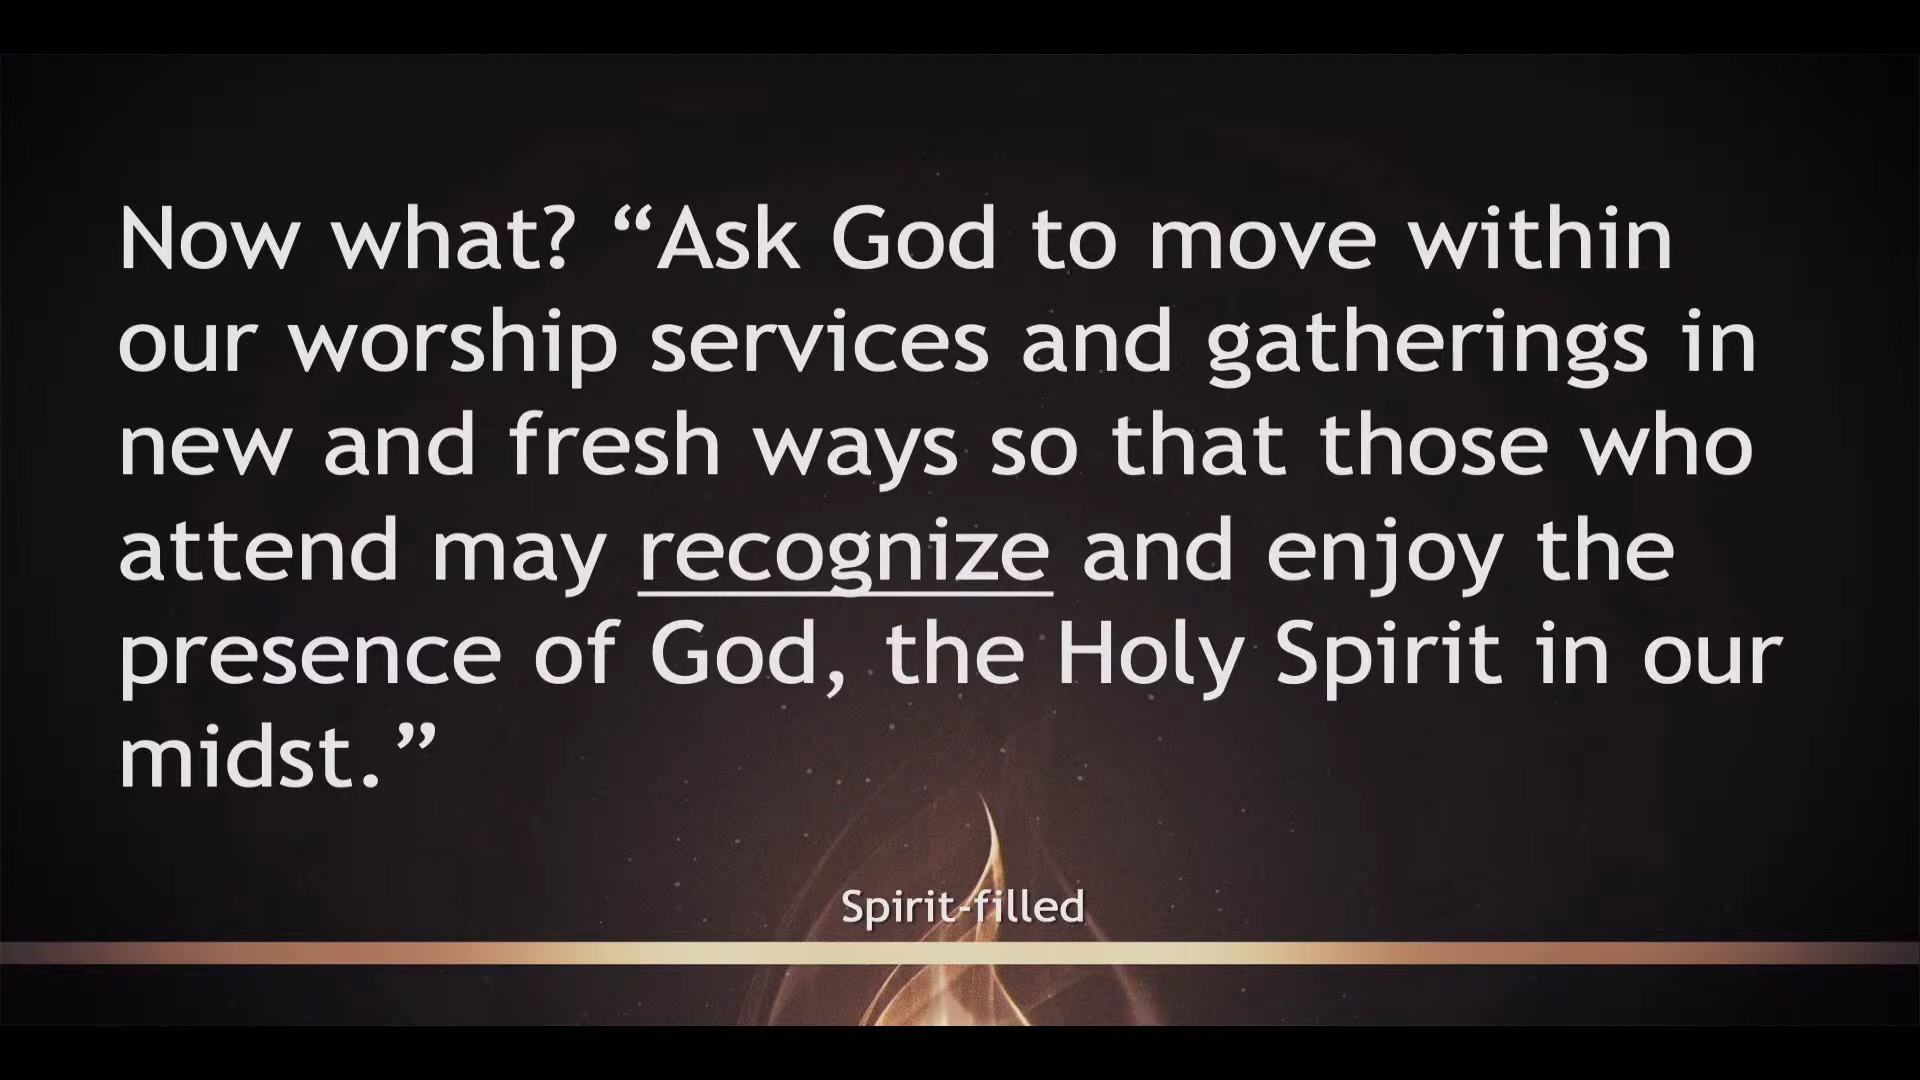 Now what? “Ask God to move within
our worship services and gatherings in
new and fresh ways so that those who
attend may recognize and enjoy the
presence of God, the Holy Spirit in our
midst.”
Spirit-filled